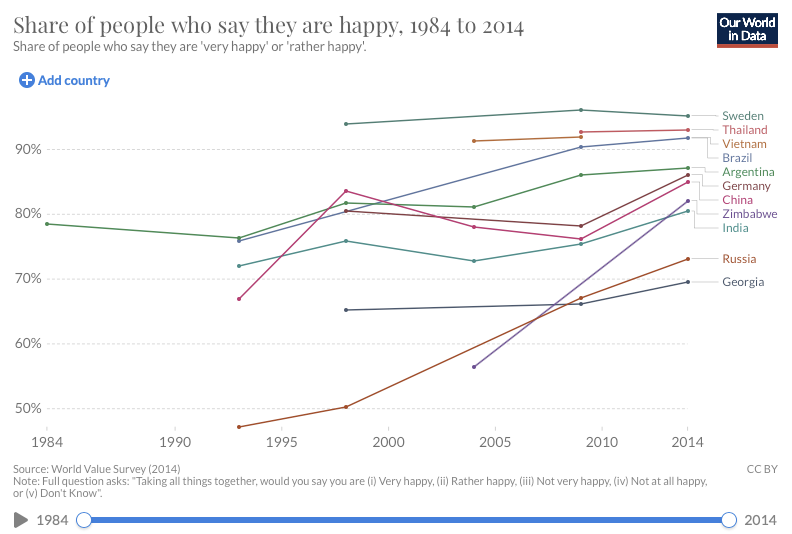 Share of people who say they are happy, 1984 to 2014
Share of people who say they are 'very happy' or 'rather happy'.
Our World
in Data
Add country
90%
80%
70%
60%
50%
Sweden
Thailand
Vietnam
Brazil
Argentina
Germany
China
Zimbabwe
India
Russia
Georgia
1984 1990 1995 2000 2005 2010 2014
Source: World Value Survey (2014)
CC BY
Note: Full question asks: "Taking all things together, would you say you are (i) Very happy, (ii) Rather happy, (iii) Not very happy, (iv) Not at all happy,
or (v) Don't Know".
1984 2014